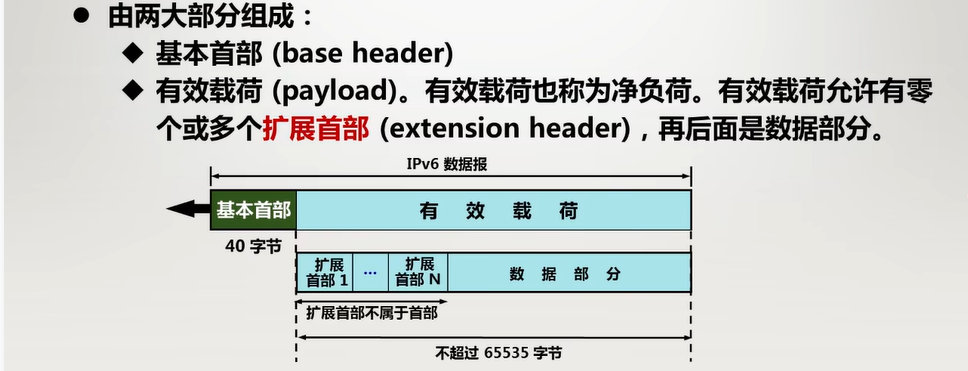 ● 由两大部分组成：
◆ 基本首部 (base header)
◆ 有效载荷 (payload)。有效载荷也称为净负荷。有效载荷允许有零
个或多个扩展首部 (extension header)，再后面是数据部分。
IPv6 数据报
基本首部 有 效 载 荷
40 字节
扩展 … 扩展 数 据 部 分
首部 1 首部 N
扩展首部不属于首部
不超过 65535 字节